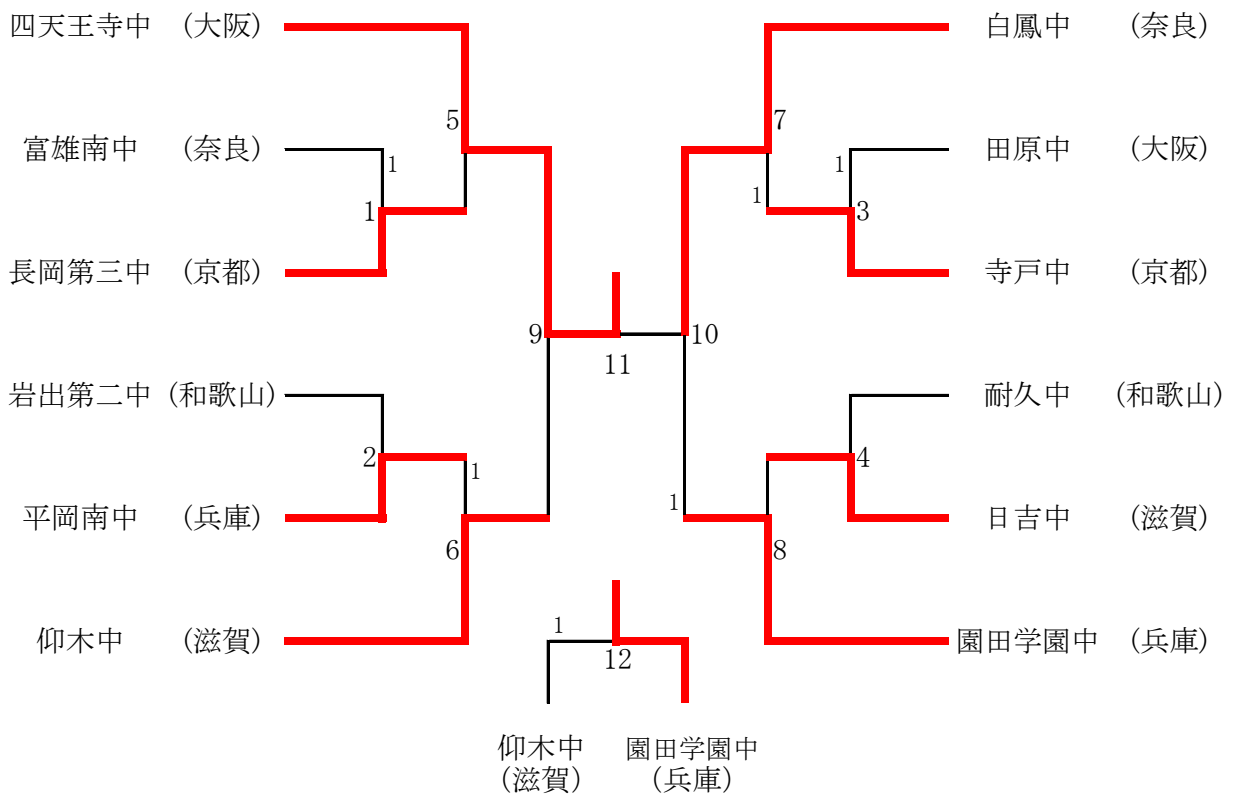 四天王寺中 (大阪)
白鳳中 (奈良)
5
7
富雄南中 (奈良)
1
1
田原中 (大阪)
1
1
3
長岡第三中 (京都)
寺戸中 (京都)
9
10
11
岩出第二中 (和歌山)
耐久中 (和歌山)
2
1
4
平岡南中 (兵庫)
1
日吉中 (滋賀)
6
8
仰木中 (滋賀)
1
12
園田学園中 (兵庫)
仰木中
(滋賀)
園田学園中
(兵庫)